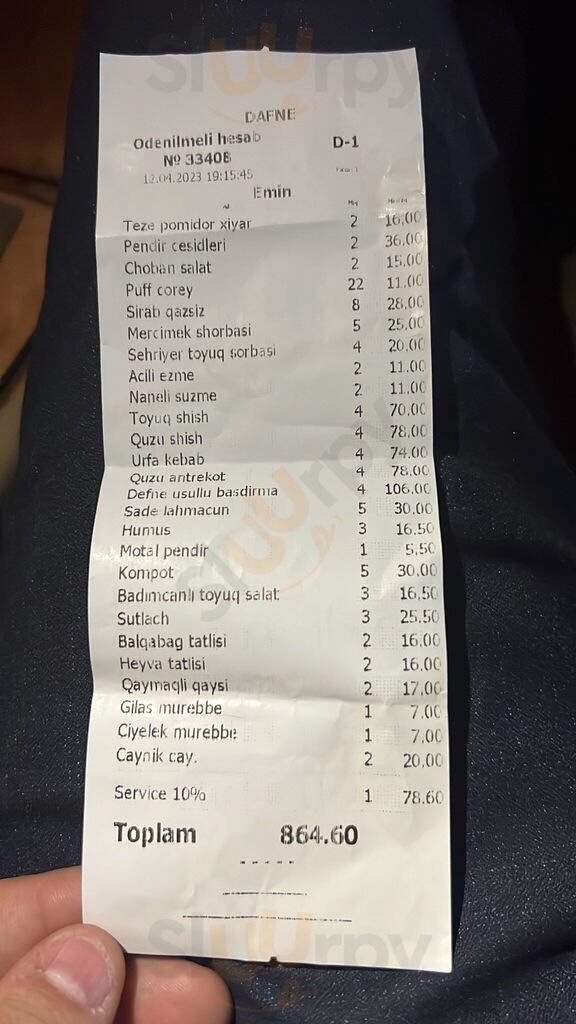 DAFNE
Odenilmeli hesab
№ 33408
D-1
12.04.2023 19:15:45
Emin
Teze pomidor xiyar 2 16,00
Pendir cesidleri 2 36,00
Choban salat 2 15,00
Puff corey 22 11.00
Sirab qazsiz 8 28,00
Mercimek shorbasi 5 25,00
Sehriyer toyuq sorbasi 4 20,00
Acili ezme 2 11.00
Naneli suzme 2 11.00
Toyuq shish 4 70,00
Quzu shish 4 78,00
Urfa kebab 4 74,00
Quzu antrekot 4 78,00
Defne usullu basdirma 4 106,00
Sade lahmacun 5 30,00
Humus 3 16.50
Motal pendir 1 5,50
Kompot 5 30,00
Badımcanlı toyuq salat 3 16,50
Sutlach 3 25.50
Balqabag tatlisi 2 16,00
Heyva tatlisi 2 16,00
Qaymaqli qaysi 2 17,00
Gilas murebbe 1 7,00
Ciyelek murebbe 1 7,00
Caynik cay. 2 20,00
Service 10% 1 78.60
Toplam 864.60
Sluurpy
Sluurpy
Sluurpy